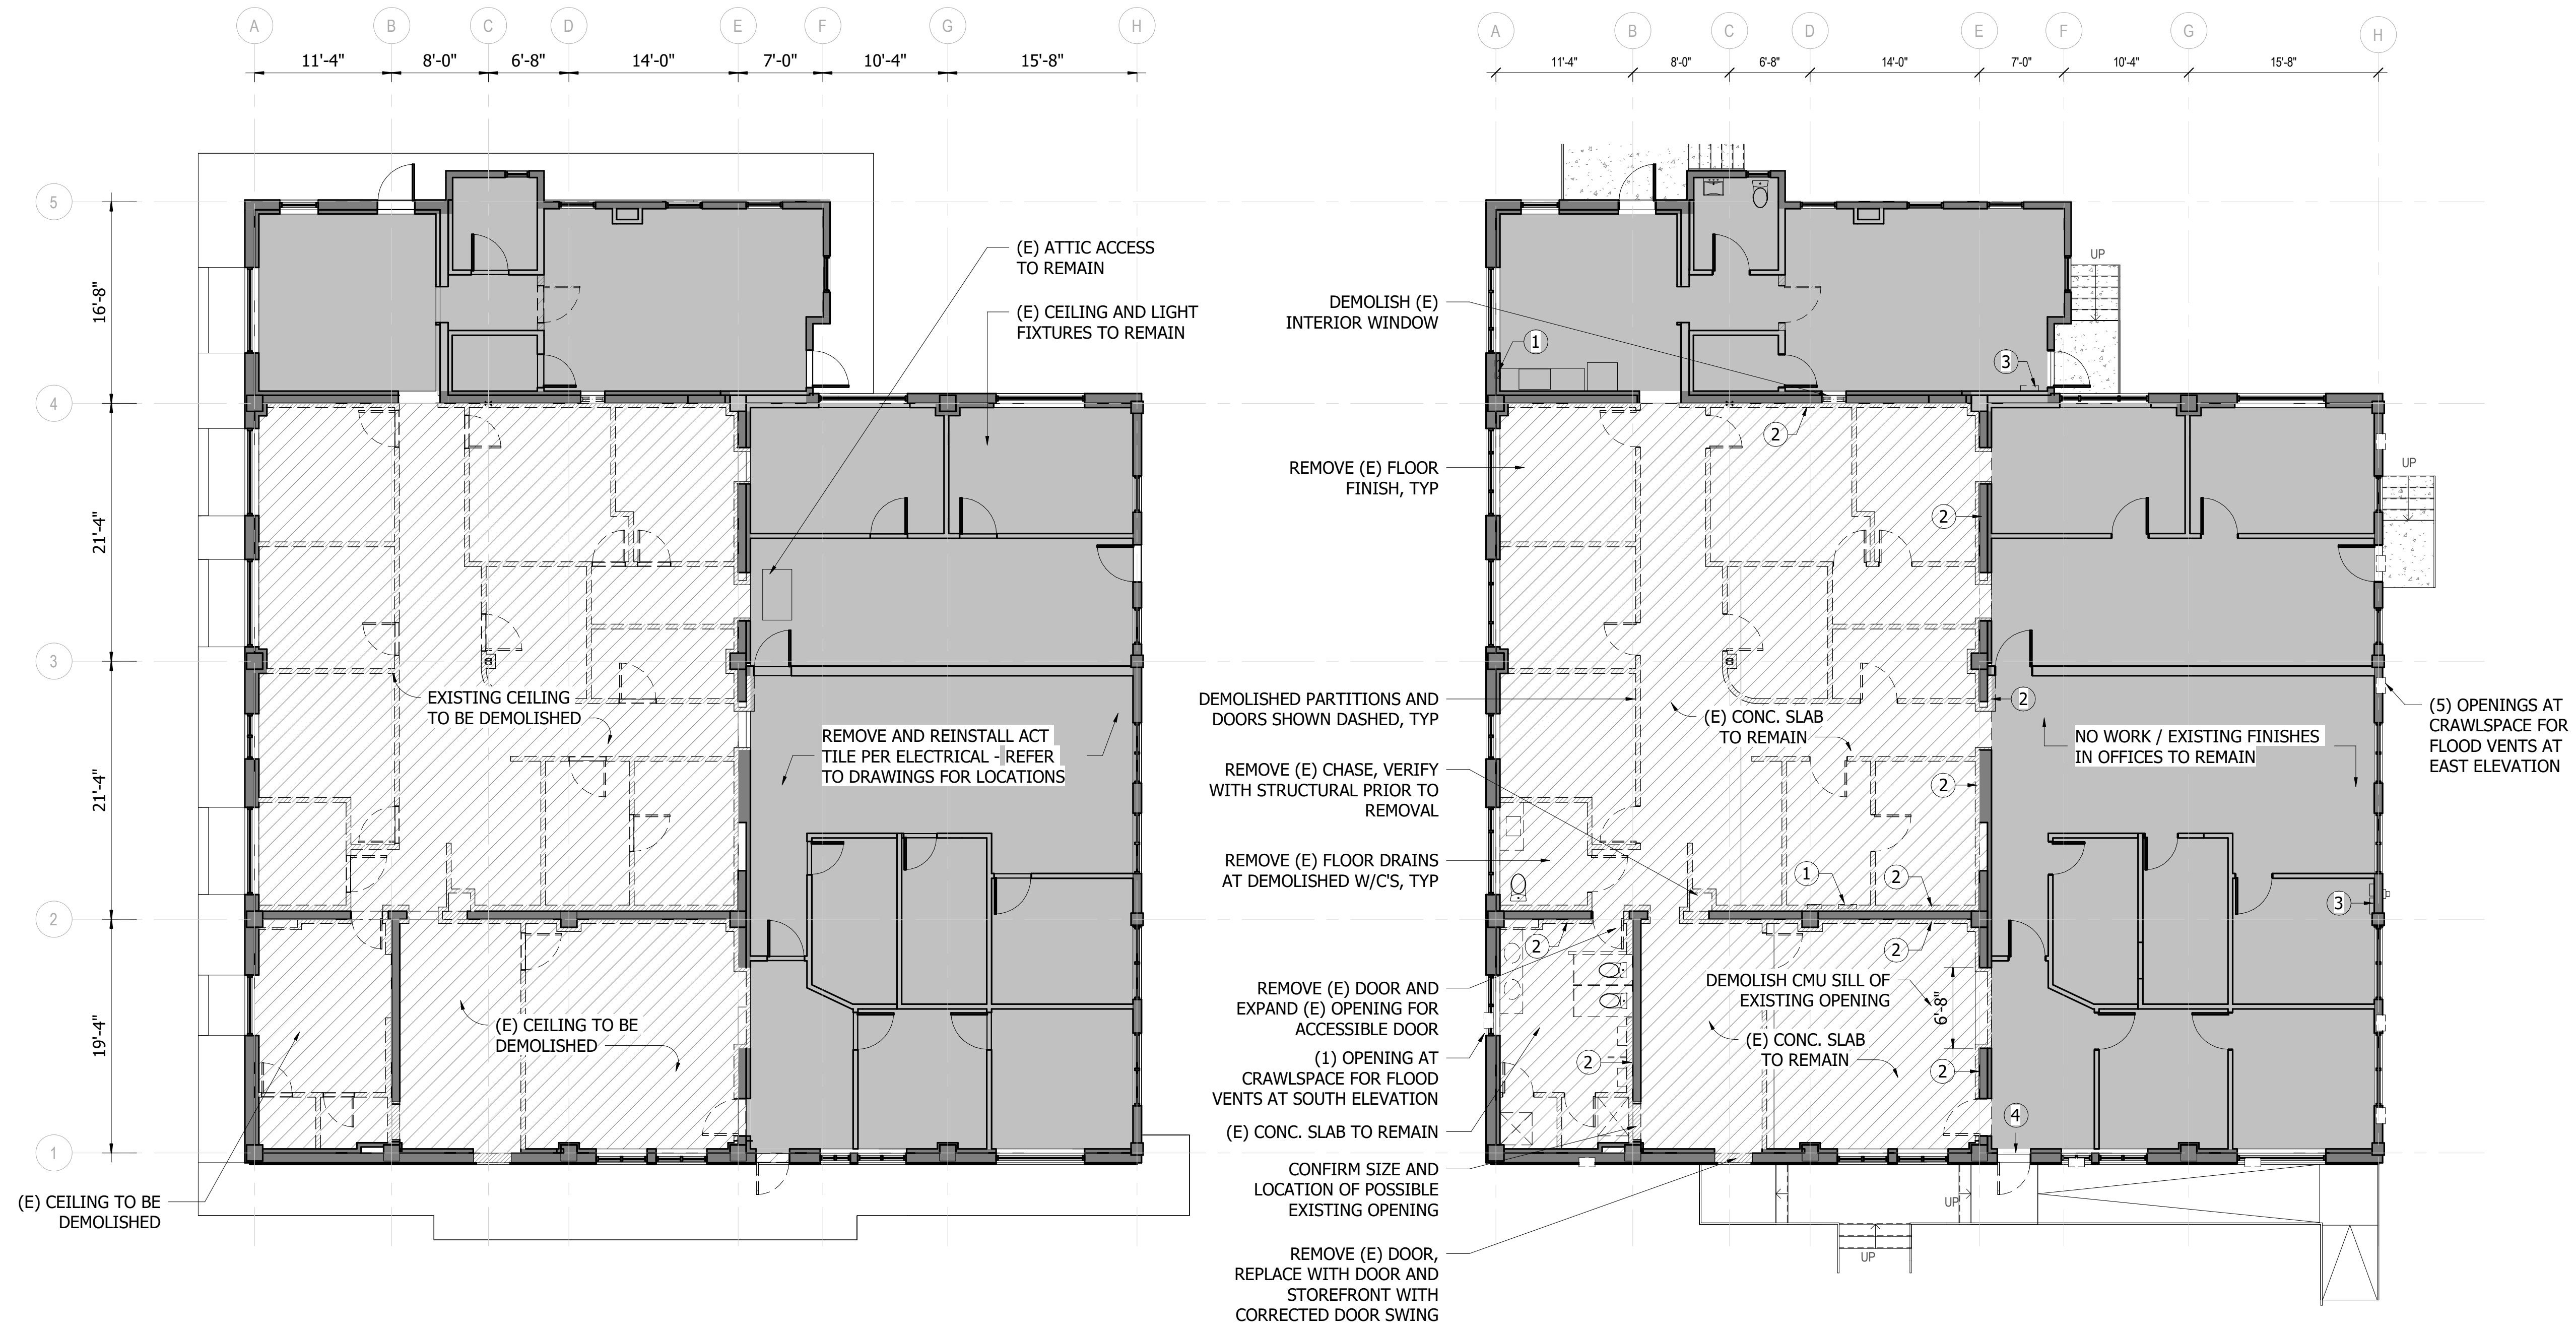 A
B
C
D
E
F
G
H
11'-4"
8'-0"
6'-8"
14'-0"
7'-0"
10'-4"
15'-8"
5
4
3
2
1
16'-8"
21'-4"
21'-4"
19'-4"
(E) ATTIC ACCESS
TO REMAIN
(E) CEILING AND LIGHT
FIXTURES TO REMAIN
EXISTING CEILING
TO BE DEMOLISHED
REMOVE AND REINSTALL ACT
TILE PER ELECTRICAL - REFER
TO DRAWINGS FOR LOCATIONS
(E) CEILING TO BE
DEMOLISHED
(E) CEILING TO BE
DEMOLISHED
A
B
C
D
E
F
G
H
11'-4"
8'-0"
6'-8"
14'-0"
7'-0"
10'-4"
15'-8"
UP
DEMOLISH (E)
INTERIOR WINDOW
1
3
2
REMOVE (E) FLOOR
FINISH, TYP
UP
2
DEMOLISHED PARTITIONS AND
DOORS SHOWN DASHED, TYP
2
(E) CONC. SLAB
TO REMAIN
NO WORK / EXISTING FINISHES
IN OFFICES TO REMAIN
(5) OPENINGS AT
CRAWLSPACE FOR
FLOOD VENTS AT
EAST ELEVATION
REMOVE (E) CHASE, VERIFY
WITH STRUCTURAL PRIOR TO
REMOVAL
2
REMOVE (E) FLOOR DRAINS
AT DEMOLISHED W/C'S, TYP
1
2
3
2
2
REMOVE (E) DOOR AND
EXPAND (E) OPENING FOR
ACCESSIBLE DOOR
DEMOLISH CMU SILL OF
EXISTING OPENING
6'-8"
(E) CONC. SLAB
TO REMAIN
(1) OPENING AT
CRAWLSPACE FOR FLOOD
VENTS AT SOUTH ELEVATION
2
2
4
(E) CONC. SLAB TO REMAIN
CONFIRM SIZE AND
LOCATION OF POSSIBLE
EXISTING OPENING
UP
UP
REMOVE (E) DOOR,
REPLACE WITH DOOR AND
STOREFRONT WITH
CORRECTED DOOR SWING